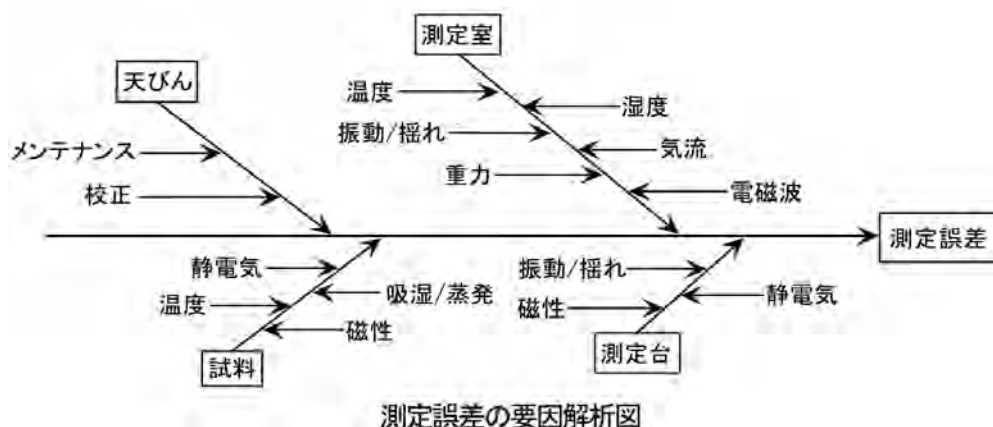 測定室
天びん
温度
湿度
振動/揺れ
メンテナンス
気流
重力
校正
電磁波
測定誤差
静電気
振動/揺れ
吸湿/蒸発
静電気
温度
磁性
磁性
試料
測定台
測定誤差の要因解析図